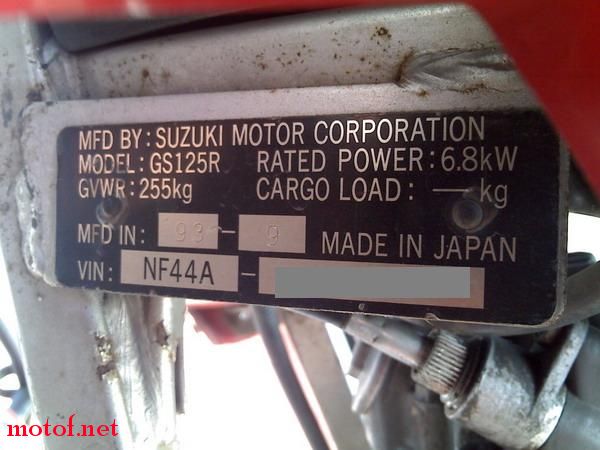 MFD BY: SUZUKI MOTOR CORPORATION
MODEL: GS125R RATED POWER: 6.8kW
GVWR: 255kg CARGO LOAD: — kg
MFD IN: 93 - 9 MADE IN JAPAN
VIN: NF44A -
motof.net